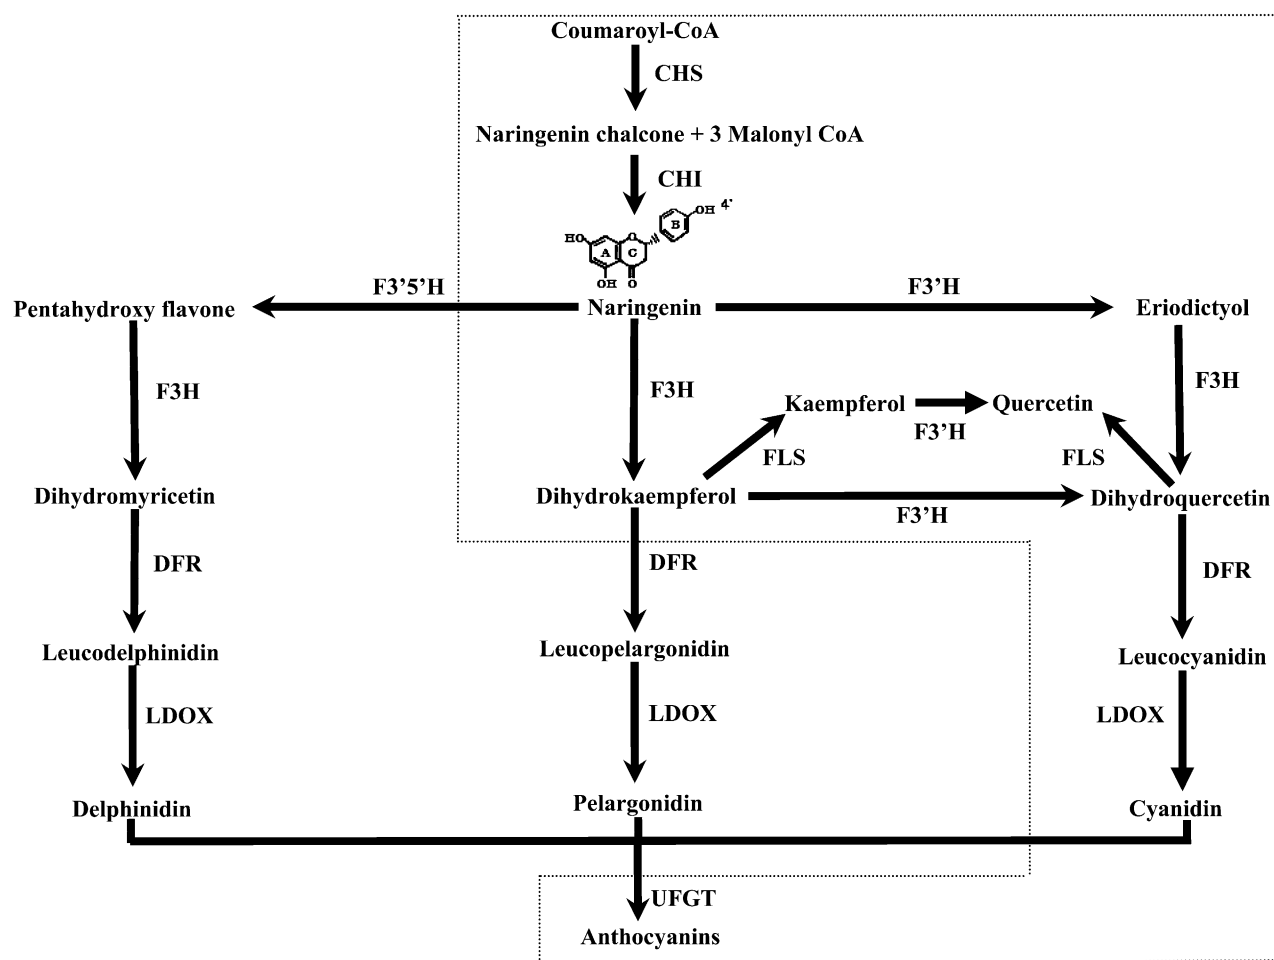 Coumaroyl-CoA
CHS
Naringenin chalcone + 3 Malonyl CoA
CHI
OH 4'
B
HO
O
A
C
OH
O
F3’5’H
F3’H
Pentahydroxy flavone
Naringenin
Eriodictyol
F3H
F3H
F3H
Kaempferol
Quercetin
F3’H
FLS
FLS
Dihydromyricetin
Dihydrokaempferol
Dihydroquercetin
F3’H
DFR
DFR
DFR
Leucodelphinidin
Leucopelargonidin
Leucocyanidin
LDOX
LDOX
LDOX
Delphinidin
Pelargonidin
Cyanidin
UFGT
Anthocyanins